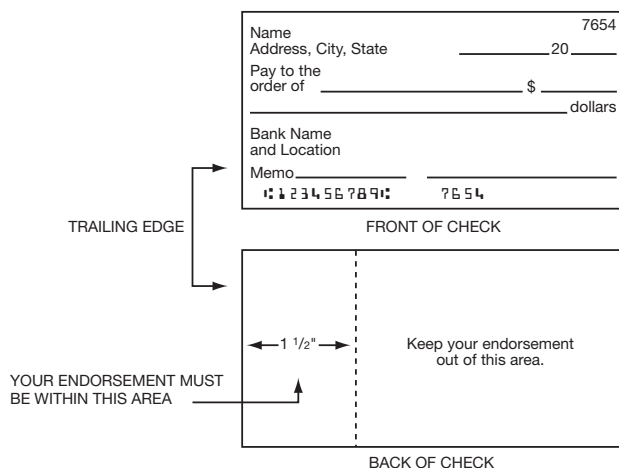 7654
Name
Address, City, State 20
Pay to the
order of $
dollars
Bank Name
and Location
Memo
⑆123456789⑆ 7654
TRAILING EDGE
FRONT OF CHECK
1 1/2"
Keep your endorsement
out of this area.
YOUR ENDORSEMENT MUST
BE WITHIN THIS AREA
BACK OF CHECK